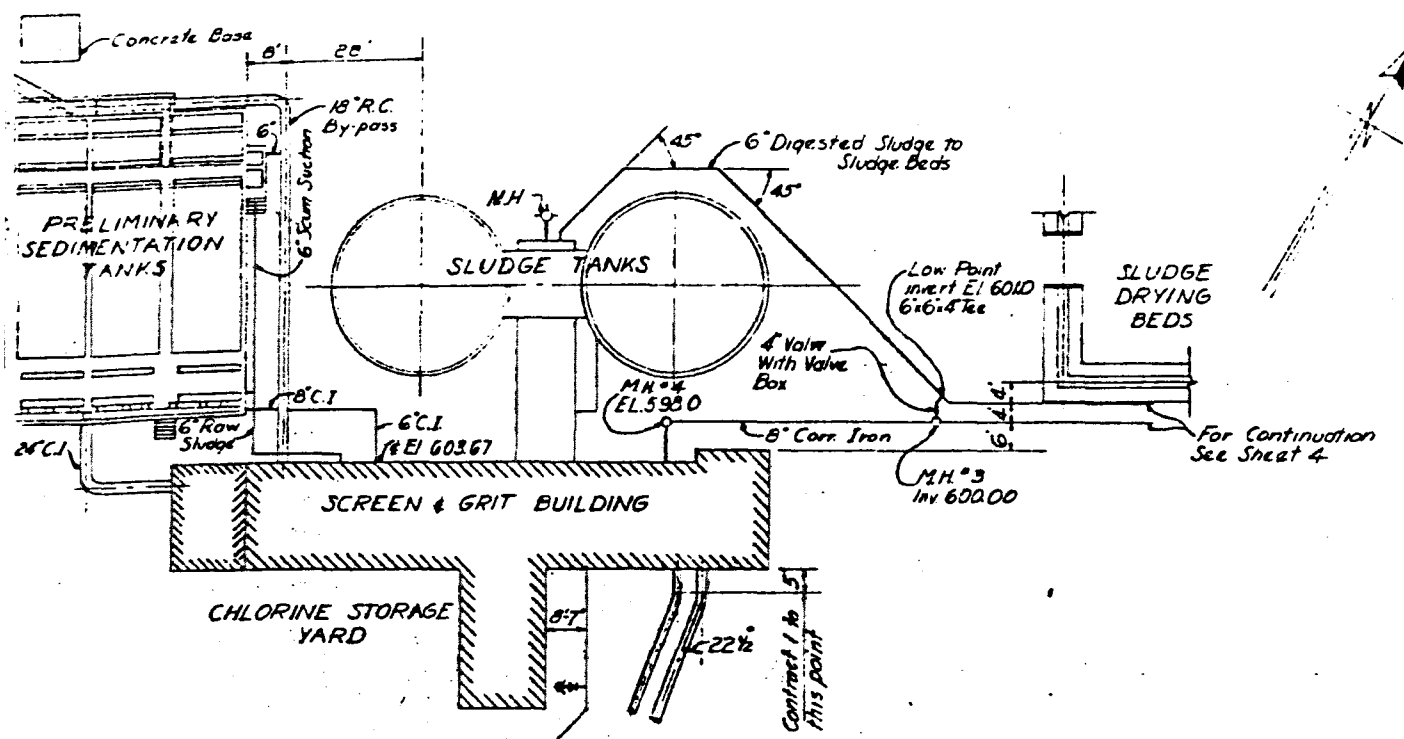 Concrete Base
8'
28'
18" R.C.
By-pass
6"
6" Scum Suction
45°
6" Digested Sludge to
Sludge Beds
45°
M.H
PRELIMINARY
SEDIMENTATION
TANKS
SLUDGE TANKS
Low Point
invert El 601.0
6"x6"x4" Tee
SLUDGE
DRYING
BEDS
4" Valve
With Valve
Box
M.H. #4
EL. 598.0
8" C.I
6" C.I.
¢ El 603.67
6" Raw
Sludge
24" C.I
8" Corr. Iron
4'
4'
6'
M.H. #3
Inv. 600.00
For Continuation
See Sheet 4
SCREEN & GRIT BUILDING
CHLORINE STORAGE
YARD
8'-7"
22½°
5'
Contract 1 to
this point
N